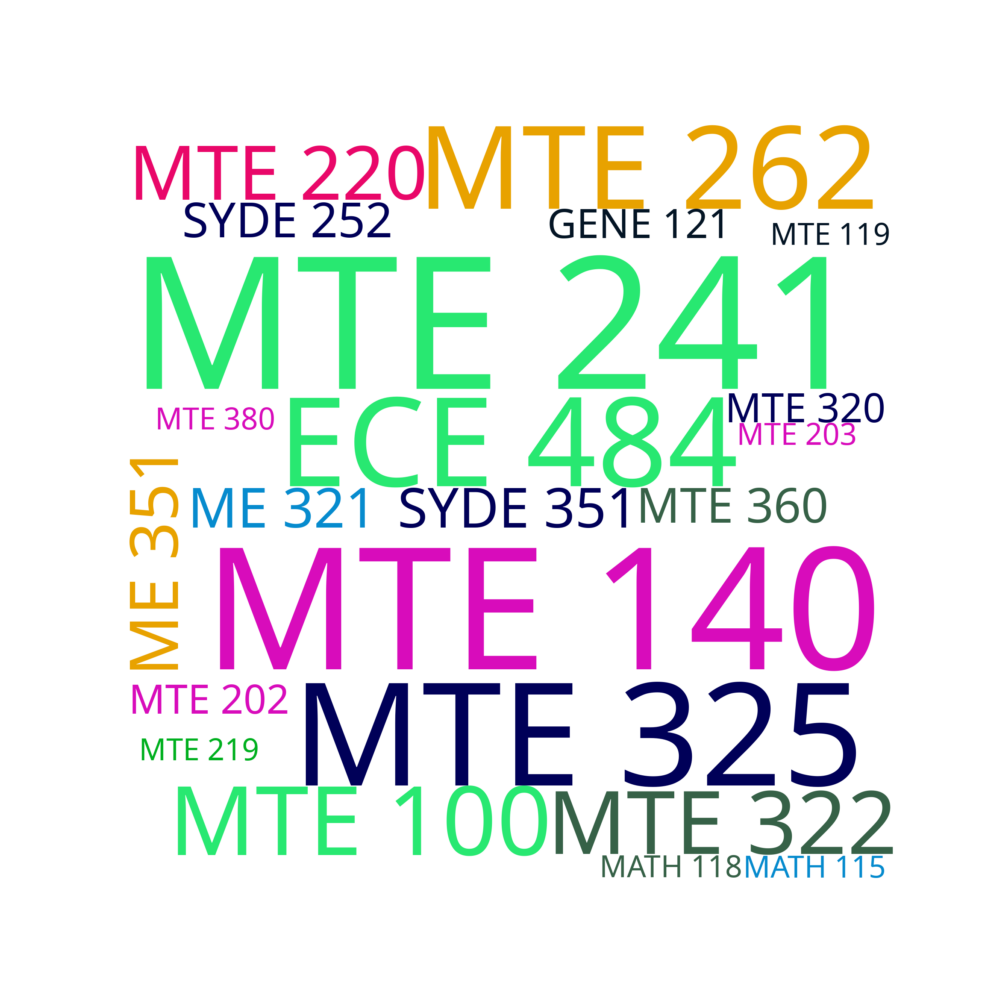 MTE 220
MTE 262
SYDE 252
GENE 121
MTE 119
MTE 241
MTE 380
ECE 484
MTE 320
MTE 203
ME 351
ME 321
SYDE 351
MTE 360
MTE 140
MTE 202
MTE 325
MTE 219
MTE 100
MTE 322
MATH 118
MATH 115